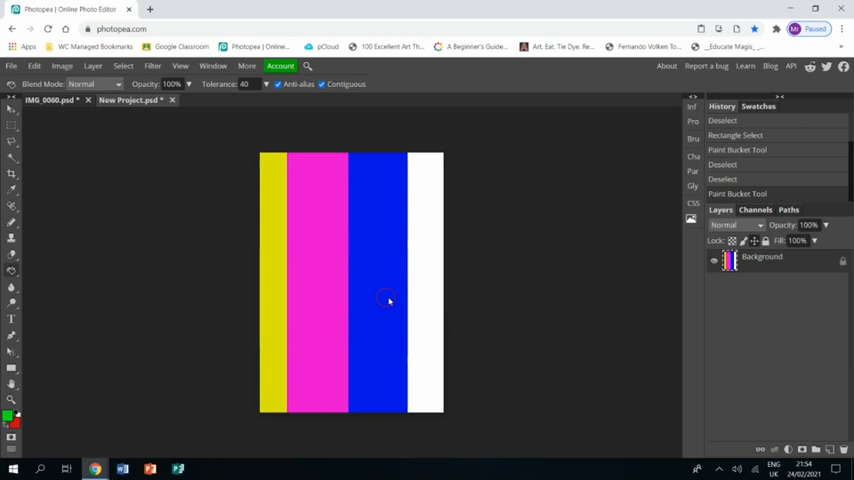 Photopea | Online Photo Editor
photopea.com
Paused
Apps
WC Managed Bookmarks
Google Classroom
Photopea | Onlin...
pCloud
100 Excellent Art Th...
A Beginner's Guide...
Art. Eat. Tie Dye. Re...
Fernando Volken To...
__Educate Magis_ -...
File Edit Image Layer Select Filter View Window More Account
About Report a bug Learn Blog API
Blend Mode: Normal Opacity: 100% Tolerance: 40 Anti-alias Contiguous
IMG_0060.psd *
New Project.psd *
Inf
Pro
Bru
Cha
Par
Gly
CSS
History Swatches
Deselect
Rectangle Select
Paint Bucket Tool
Deselect
Deselect
Paint Bucket Tool
Layers Channels Paths
Normal Opacity: 100%
Lock: Fill: 100%
Background
ENG
UK
21:54
24/02/2021